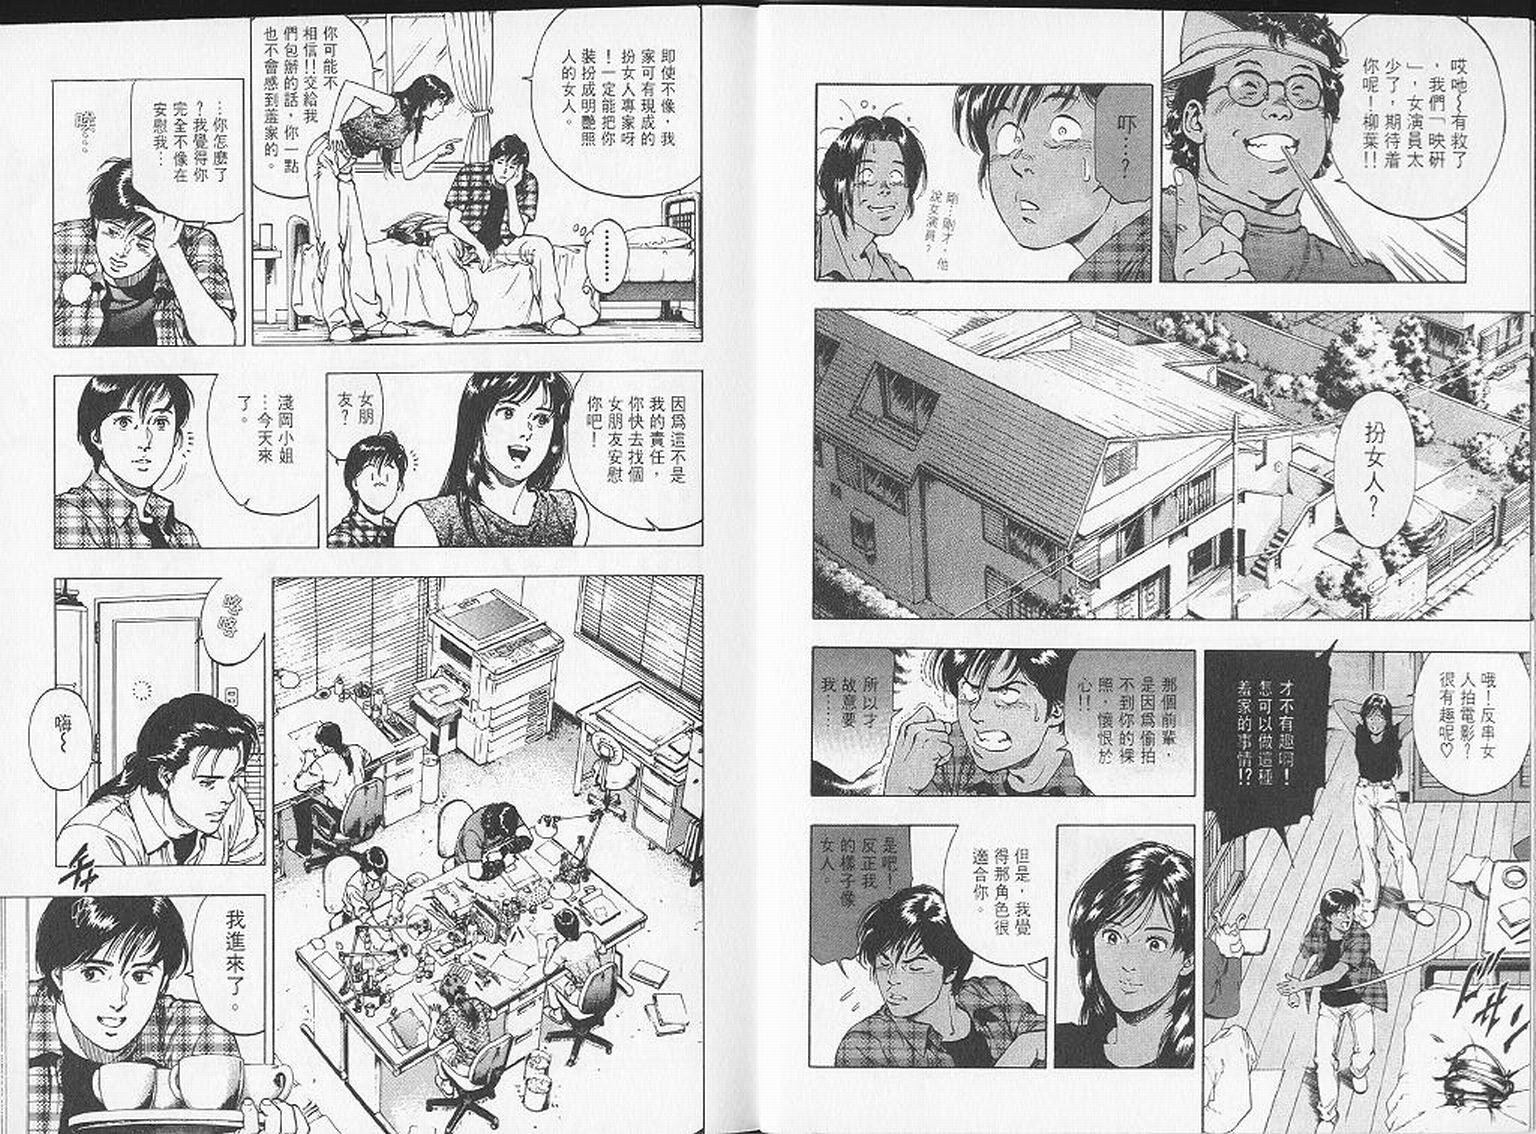 哎吔~有救了
，我們「映研
」，女演員太
少了，期待着
你呢！柳葉!!
吓…?
剛…剛才，他
說女演員?
扮女人?
哦！反串女
人拍電影?
很有趣呢♡
才不有趣啊！
怎可以做這種
羞家的事情!?
那個前輩，
是因爲偷拍
不到你的裸
照，懷恨於
心!!
所以才
故意要
我……
但是，我覺
得那角色很
適合你。
是吧！
反正我
的樣子像
女人。
即使不像，我
家可有現成的
扮女人專家呀
！一定能把你
裝扮成明艷照
人的女人。
你可能不
相信!!交給我
們包辦的話，你一點
也不會感到羞家的。
………
…你怎麼了
?我覺得你
完全不像在
安慰我…
唉…
因爲這不是
我的責任，
你快去找個
女朋友安慰
你吧！
女朋
友?
淺岡小姐
…今天來
了。
咚咚
嗨~
我進來了。